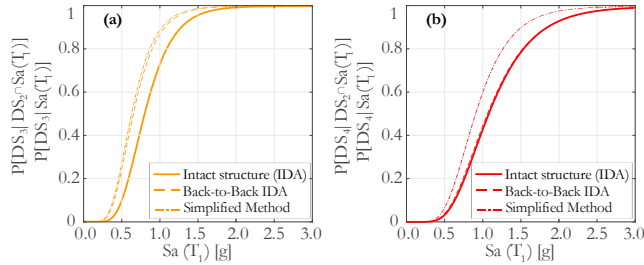 (a)
P[DS3| DS2∩Sa(T1)]
P[DS3|Sa(T1)]
1
0.8
0.6
0.4
0.2
0
0.0 0.5 1.0 1.5 2.0 2.5 3.0
Sa (T1) [g]
Intact structure (IDA)
Back-to-Back IDA
Simplified Method
(b)
P[DS4| DS2∩Sa(T1)]
P[DS4|Sa(T1)]
1
0.8
0.6
0.4
0.2
0
0.0 0.5 1.0 1.5 2.0 2.5 3.0
Sa (T1) [g]
Intact structure (IDA)
Back-to-Back IDA
Simplified Method